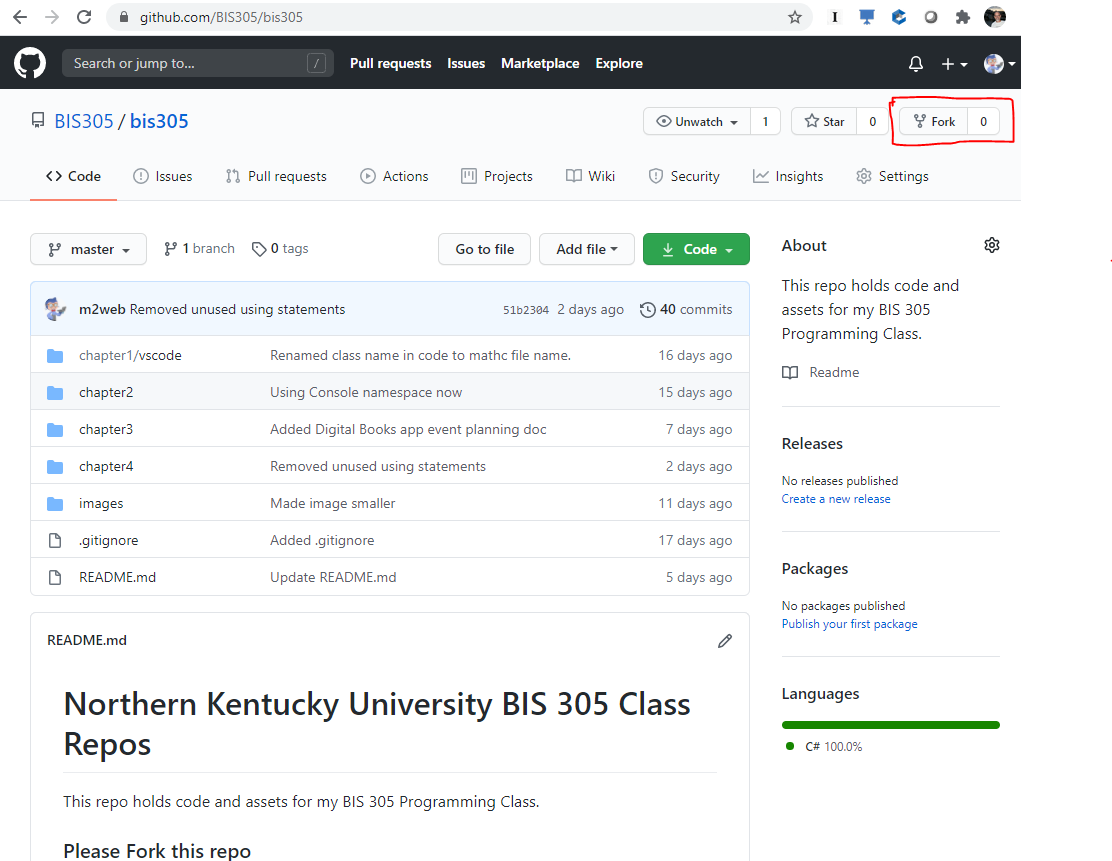 github.com/BIS305/bis305
Search or jump to... / Pull requests Issues Marketplace Explore
BIS305 / bis305 Unwatch 1 Star 0 Fork 0
Code Issues Pull requests Actions Projects Wiki Security Insights Settings
master 1 branch 0 tags Go to file Add file Code
m2web Removed unused using statements 51b2304 2 days ago 40 commits
chapter1/vscode Renamed class name in code to mathc file name. 16 days ago
chapter2 Using Console namespace now 15 days ago
chapter3 Added Digital Books app event planning doc 7 days ago
chapter4 Removed unused using statements 2 days ago
images Made image smaller 11 days ago
.gitignore Added .gitignore 17 days ago
README.md Update README.md 5 days ago
README.md
Northern Kentucky University BIS 305 Class
Repos
This repo holds code and assets for my BIS 305 Programming Class.
Please Fork this repo
About
This repo holds code and
assets for my BIS 305
Programming Class.
Readme
Releases
No releases published
Create a new release
Packages
No packages published
Publish your first package
Languages
C# 100.0%